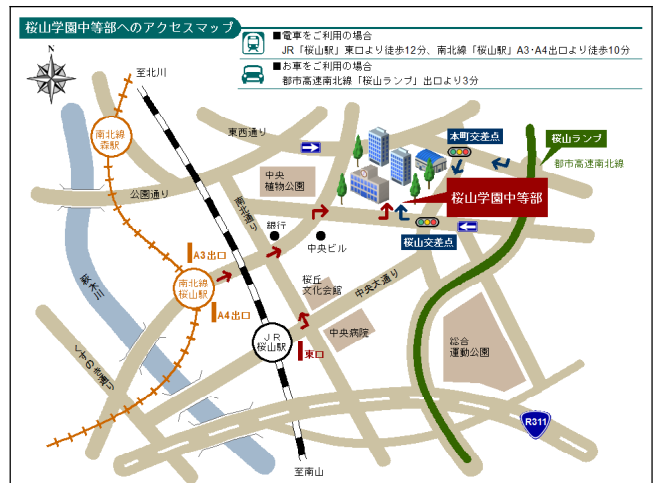 桜山学園中等部へのアクセスマップ
■電車をご利用の場合
JR「桜山駅」東口より徒歩12分、南北線「桜山駅」A3・A4出口より徒歩10分
■お車をご利用の場合
都市高速南北線「桜山ランプ」出口より3分
至北川
南北線
森駅
東西通り
本町交差点
桜山ランプ
都市高速南北線
公園通り
中央
植物公園
南北通り
桜山学園中等部
銀行
中央ビル
桜山交差点
A3出口
萩木川
南北線
桜山駅
桜丘
文化会館
中央大通り
A4出口
くすのき通り
JR
桜山駅
東口
中央病院
総合
運動公園
R311
至南山